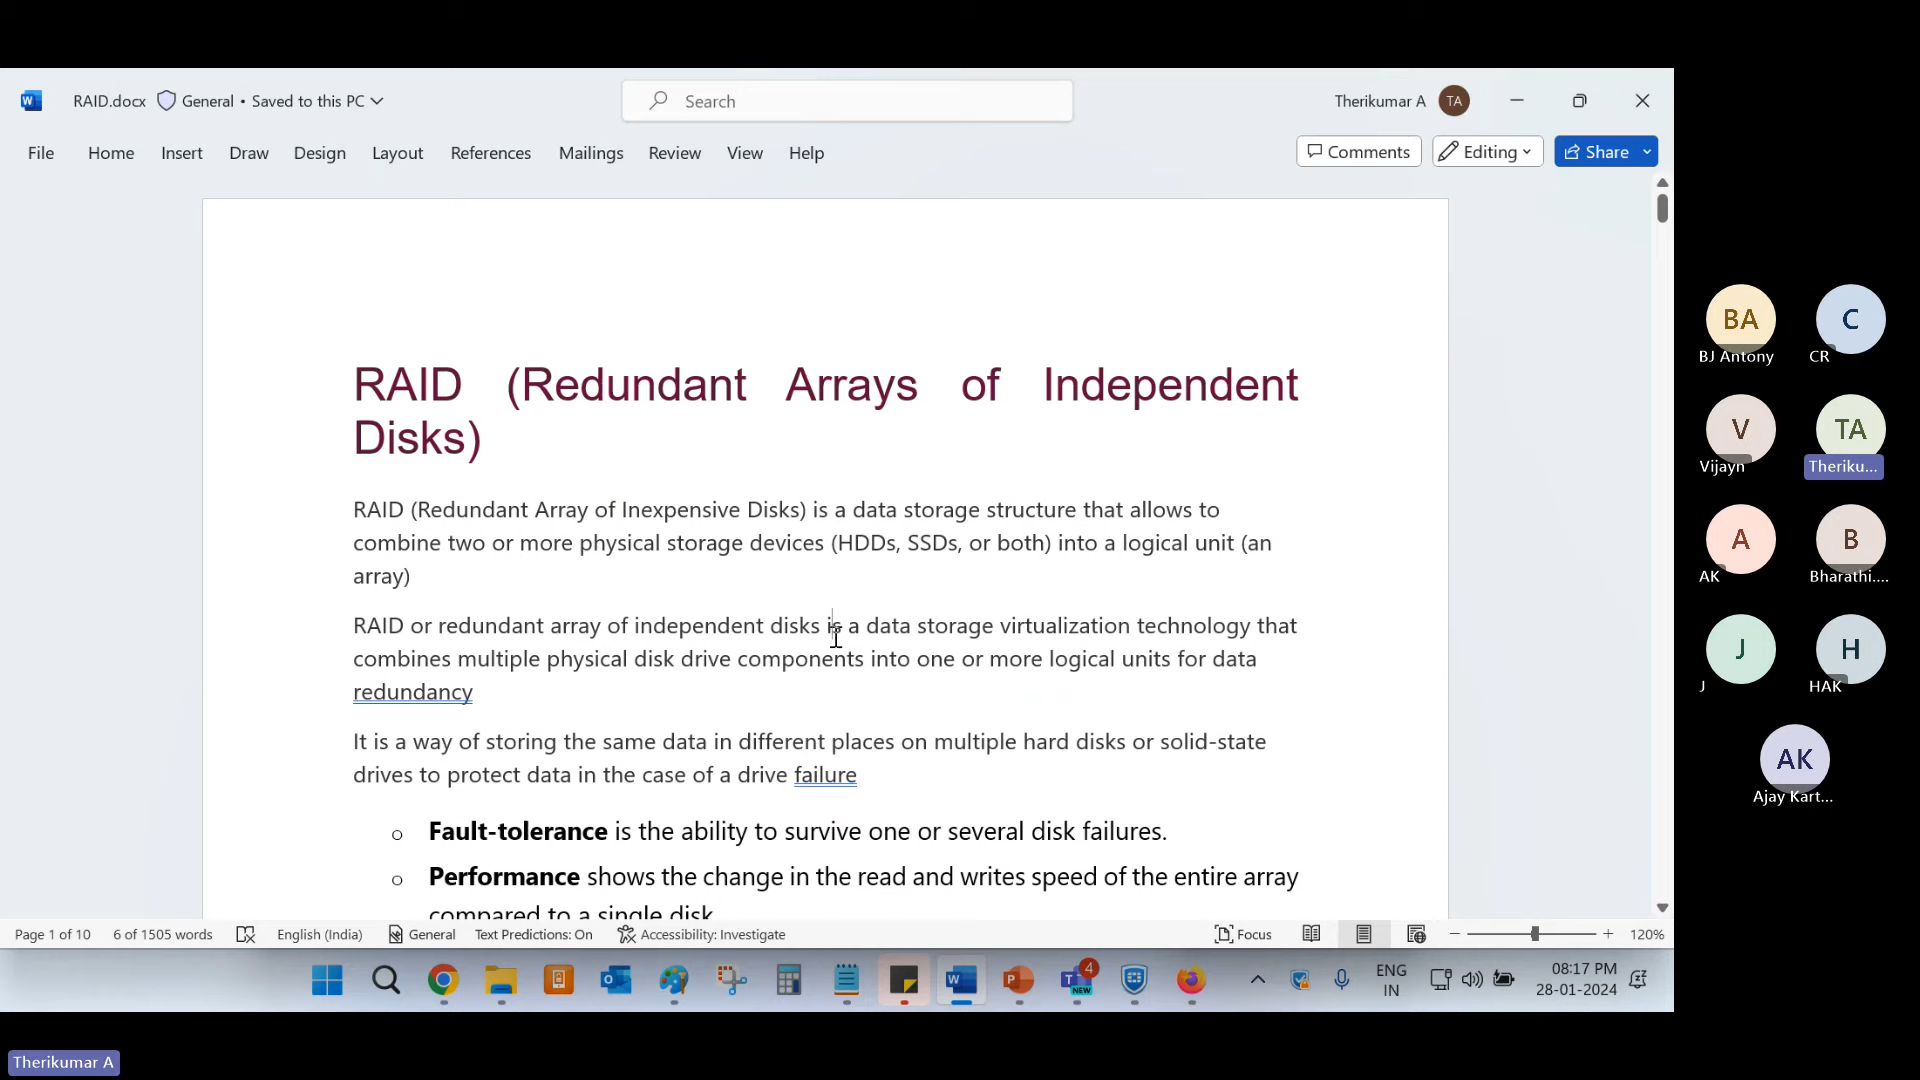 RAID.docx General • Saved to this PC
Search
Therikumar A TA
File Home Insert Draw Design Layout References Mailings Review View Help
Comments Editing Share
RAID (Redundant Arrays of Independent
Disks)
RAID (Redundant Array of Inexpensive Disks) is a data storage structure that allows to
combine two or more physical storage devices (HDDs, SSDs, or both) into a logical unit (an
array)
RAID or redundant array of independent disks is a data storage virtualization technology that
combines multiple physical disk drive components into one or more logical units for data
redundancy
It is a way of storing the same data in different places on multiple hard disks or solid-state
drives to protect data in the case of a drive failure
o Fault-tolerance is the ability to survive one or several disk failures.
o Performance shows the change in the read and writes speed of the entire array
compared to a single disk
Page 1 of 10 6 of 1505 words English (India) General Text Predictions: On Accessibility: Investigate Focus 120%
4
NEW
ENG
IN
08:17 PM
28-01-2024
BA C
BJ Antony CR
V TA
Vijayn Theriku...
A B
AK Bharathi....
J H
J HAK
AK
Ajay Kart...
Therikumar A